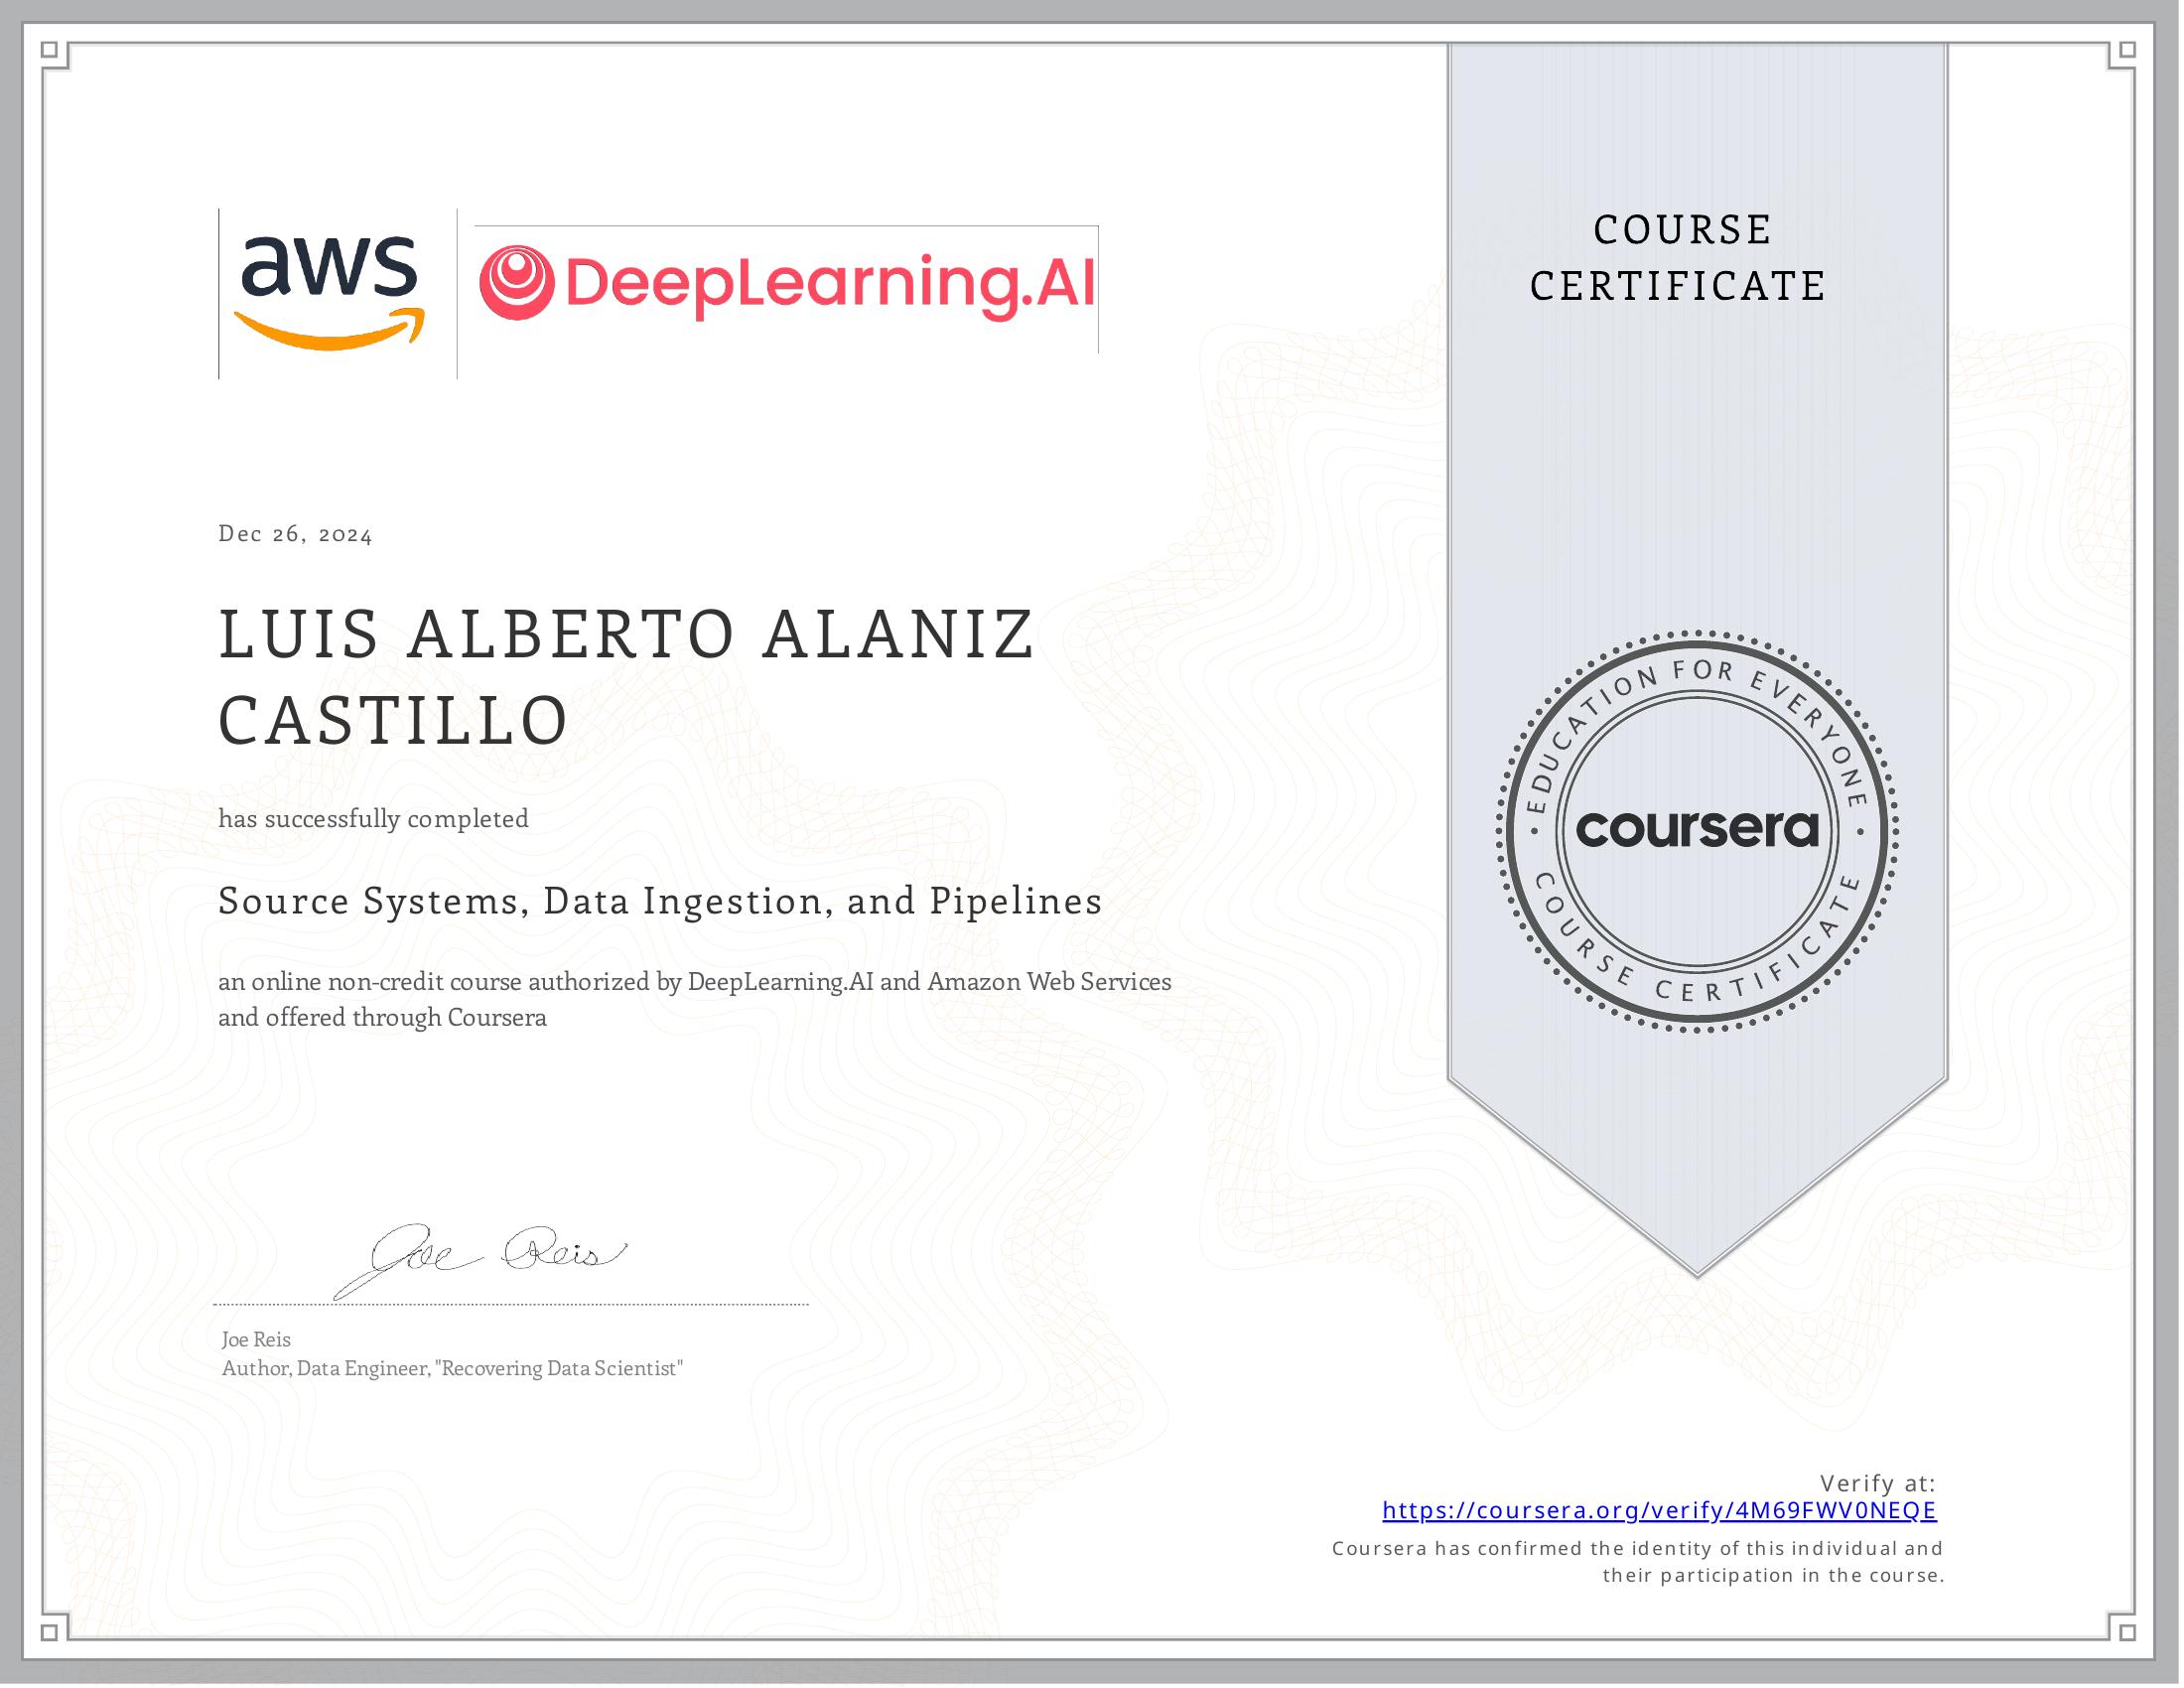 aws
DeepLearning.AI
COURSE
CERTIFICATE
Dec 26, 2024
LUIS ALBERTO ALANIZ
CASTILLO
has successfully completed
Source Systems, Data Ingestion, and Pipelines
an online non-credit course authorized by DeepLearning.AI and Amazon Web Services
and offered through Coursera
EDUCATION FOR EVERYONE
coursera
COURSE CERTIFICATE
Joe Reis
Joe Reis
Author, Data Engineer, "Recovering Data Scientist"
Verify at:
https://coursera.org/verify/4M69FWV0NEQE
Coursera has confirmed the identity of this individual and
their participation in the course.